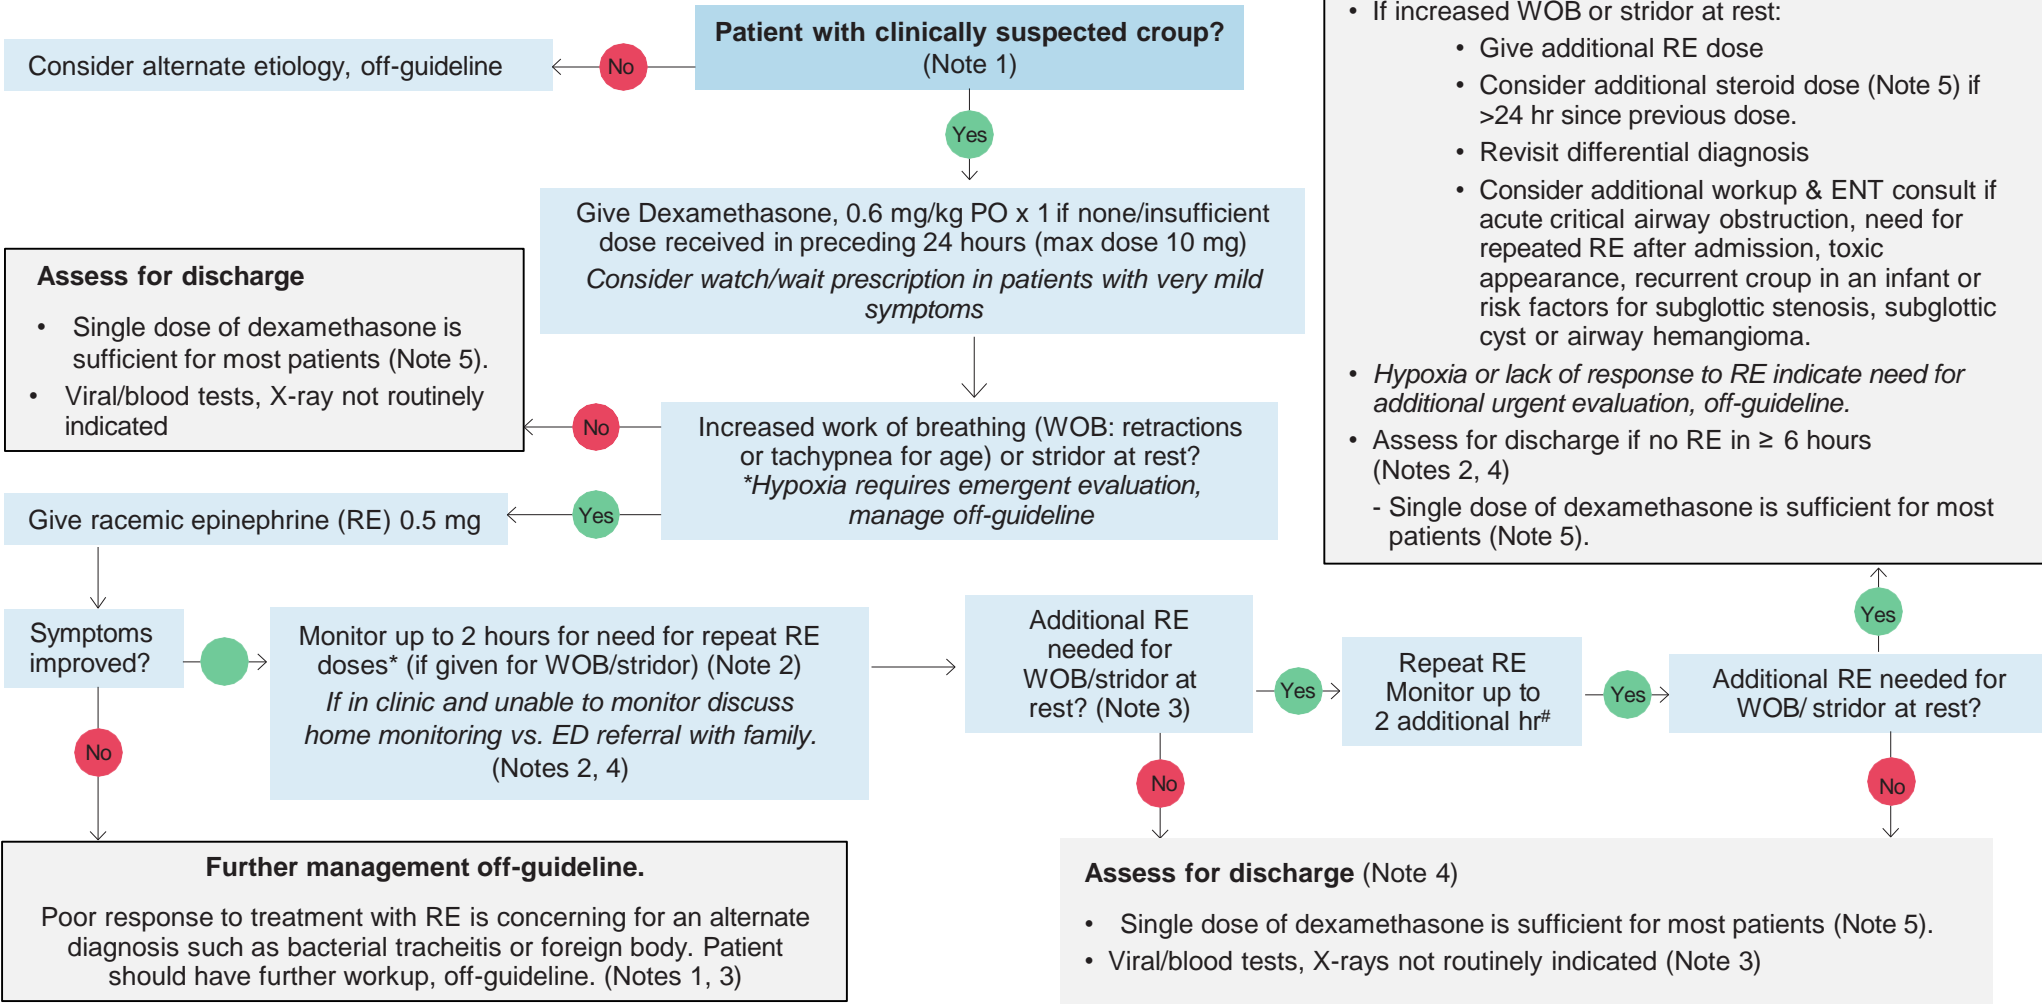 Patient with clinically suspected croup?
(Note 1)
No
Consider alternate etiology, off-guideline
Yes
Give Dexamethasone, 0.6 mg/kg PO x 1 if none/insufficient
dose received in preceding 24 hours (max dose 10 mg)
Consider watch/wait prescription in patients with very mild
symptoms
Assess for discharge
• Single dose of dexamethasone is
sufficient for most patients (Note 5).
• Viral/blood tests, X-ray not routinely
indicated
No
Increased work of breathing (WOB: retractions
or tachypnea for age) or stridor at rest?
*Hypoxia requires emergent evaluation,
manage off-guideline
Yes
Give racemic epinephrine (RE) 0.5 mg
Symptoms
improved?
Monitor up to 2 hours for need for repeat RE
doses* (if given for WOB/stridor) (Note 2)
If in clinic and unable to monitor discuss
home monitoring vs. ED referral with family.
(Notes 2, 4)
No
Further management off-guideline.
Poor response to treatment with RE is concerning for an alternate
diagnosis such as bacterial tracheitis or foreign body. Patient
should have further workup, off-guideline. (Notes 1, 3)
Additional RE
needed for
WOB/stridor at
rest? (Note 3)
Yes
Repeat RE
Monitor up to
2 additional hr#
Yes
Additional RE needed for
WOB/ stridor at rest?
No
No
Assess for discharge (Note 4)
• Single dose of dexamethasone is sufficient for most patients (Note 5).
• Viral/blood tests, X-rays not routinely indicated (Note 3)
Yes
• If increased WOB or stridor at rest:
• Give additional RE dose
• Consider additional steroid dose (Note 5) if
>24 hr since previous dose.
• Revisit differential diagnosis
• Consider additional workup & ENT consult if
acute critical airway obstruction, need for
repeated RE after admission, toxic
appearance, recurrent croup in an infant or
risk factors for subglottic stenosis, subglottic
cyst or airway hemangioma.
• Hypoxia or lack of response to RE indicate need for
additional urgent evaluation, off-guideline.
• Assess for discharge if no RE in ≥ 6 hours
(Notes 2, 4)
- Single dose of dexamethasone is sufficient for most
patients (Note 5).